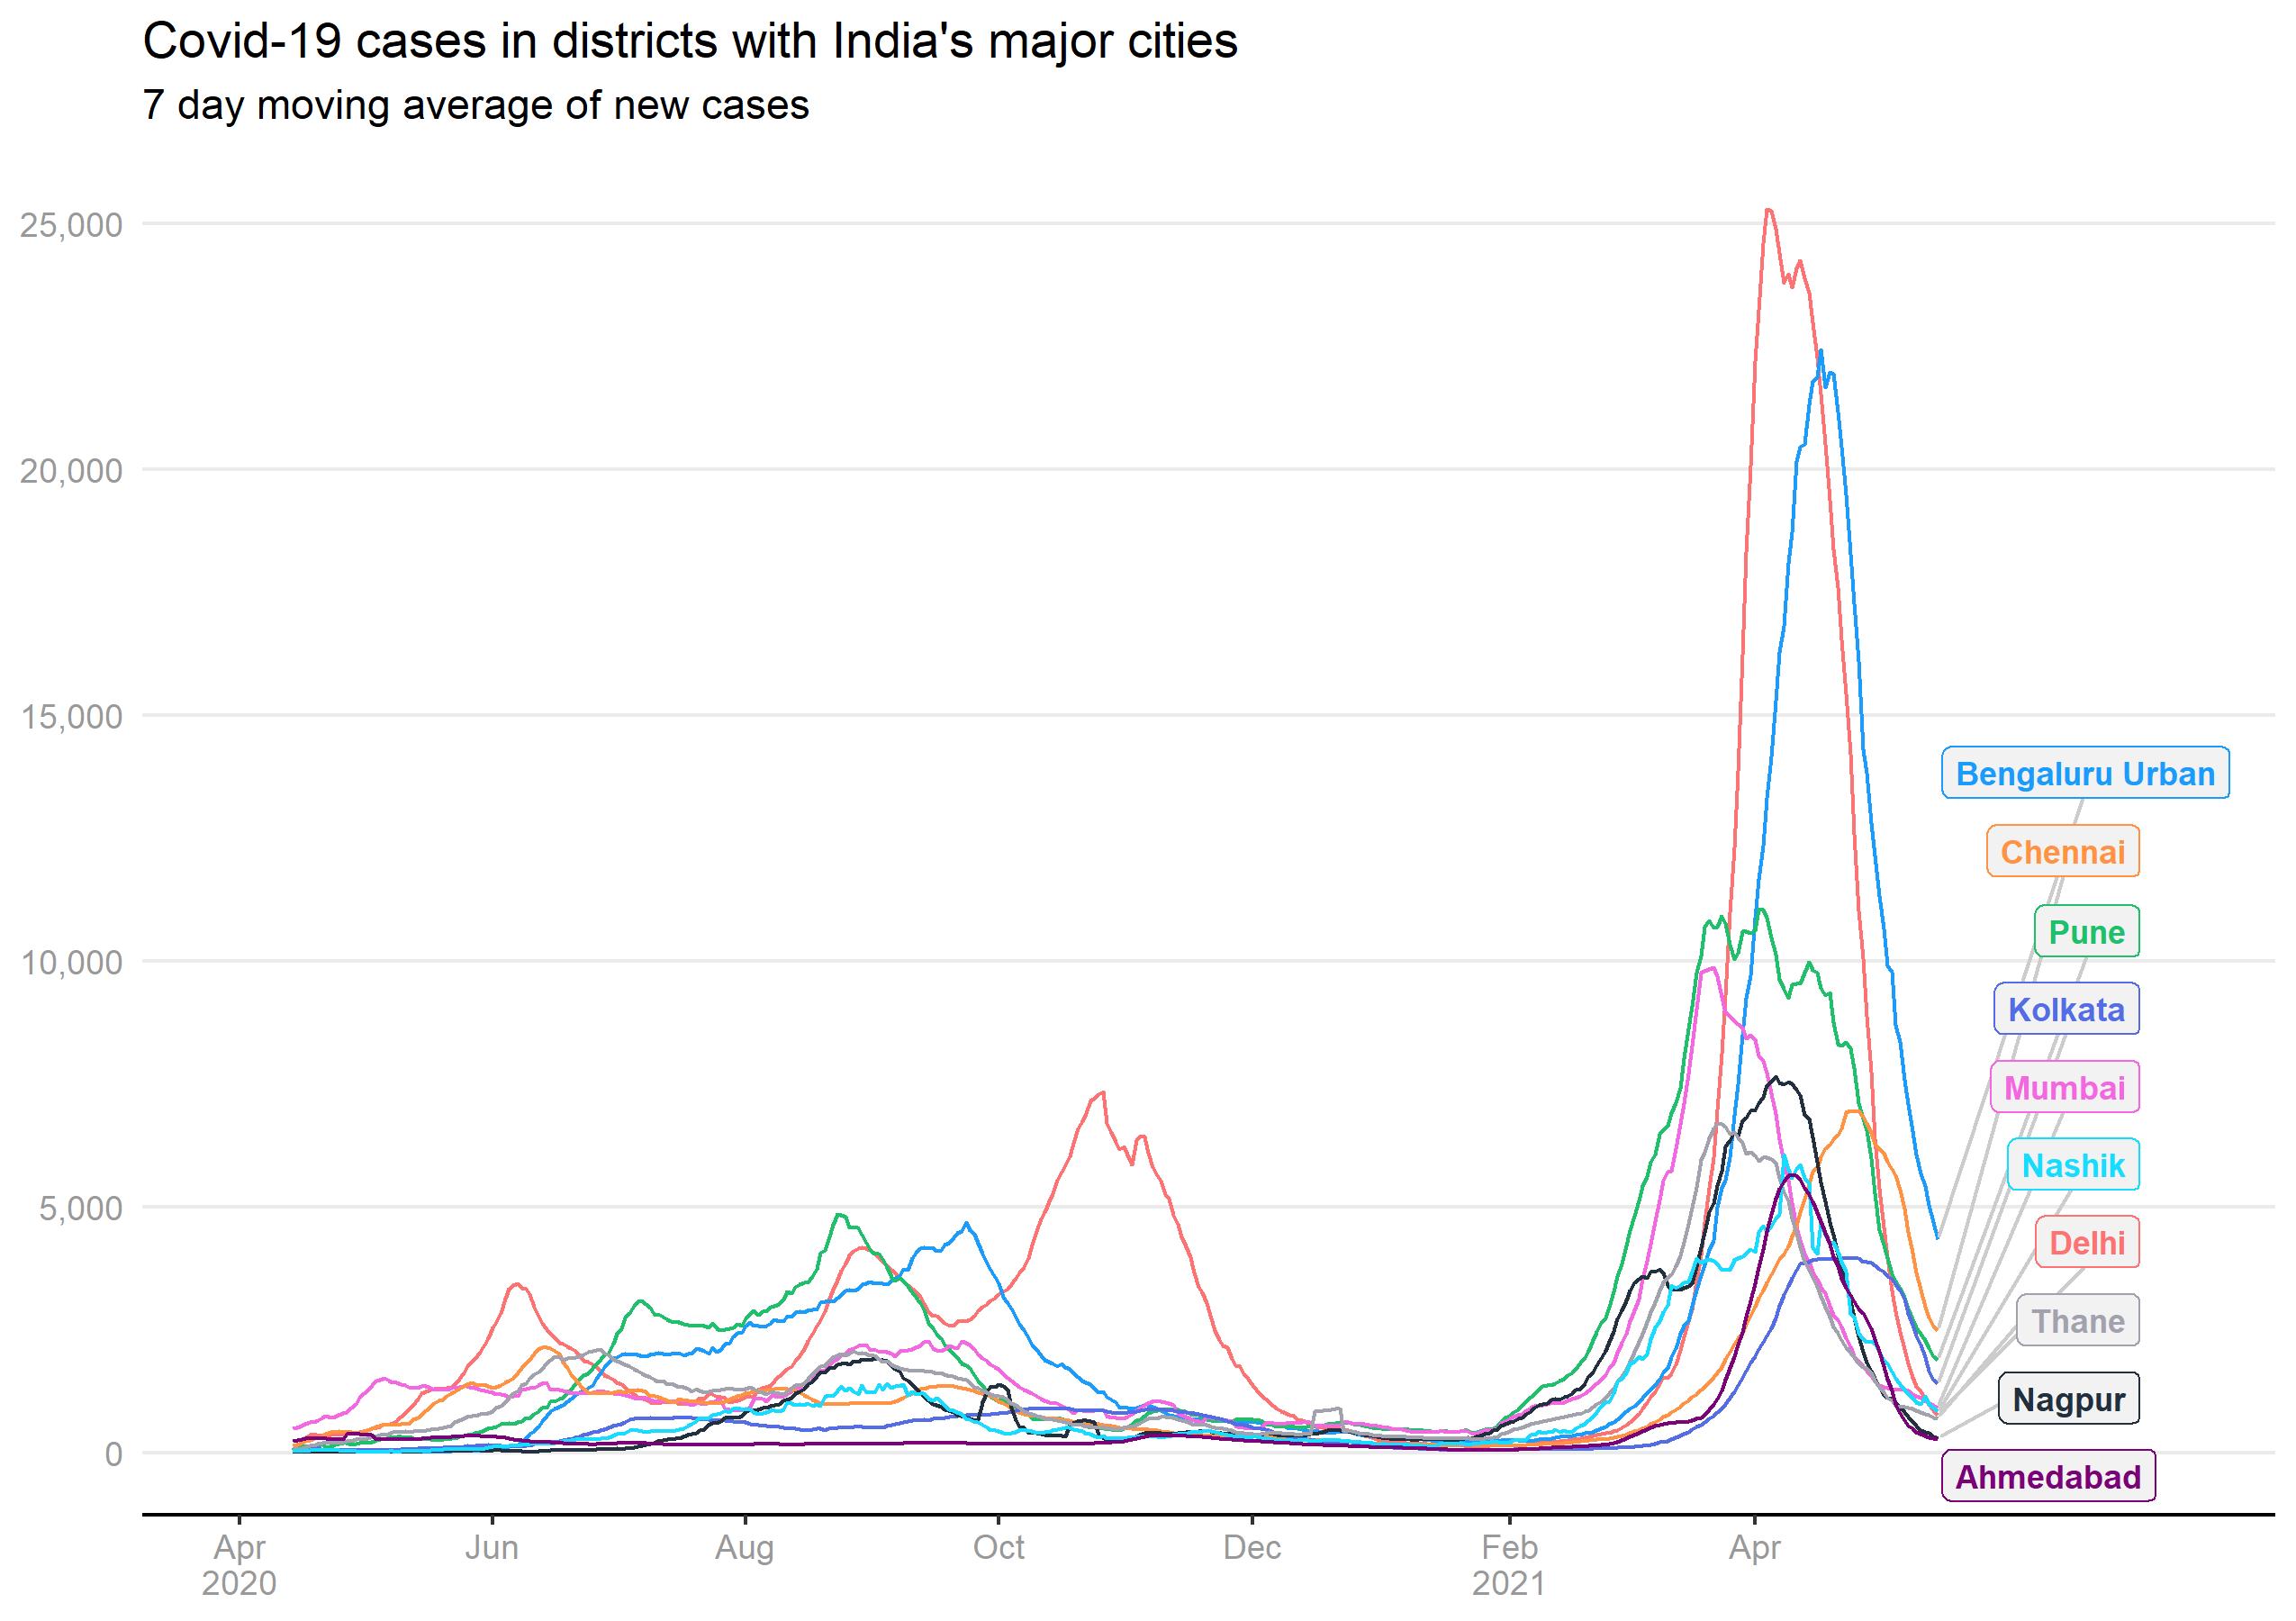 Covid-19 cases in districts with India's major cities
7 day moving average of new cases
25,000
20,000
15,000
10,000
5,000
0
Bengaluru Urban
Chennai
Pune
Kolkata
Mumbai
Nashik
Delhi
Thane
Nagpur
Ahmedabad
Apr Jun Aug Oct Dec Feb Apr
2020 2021